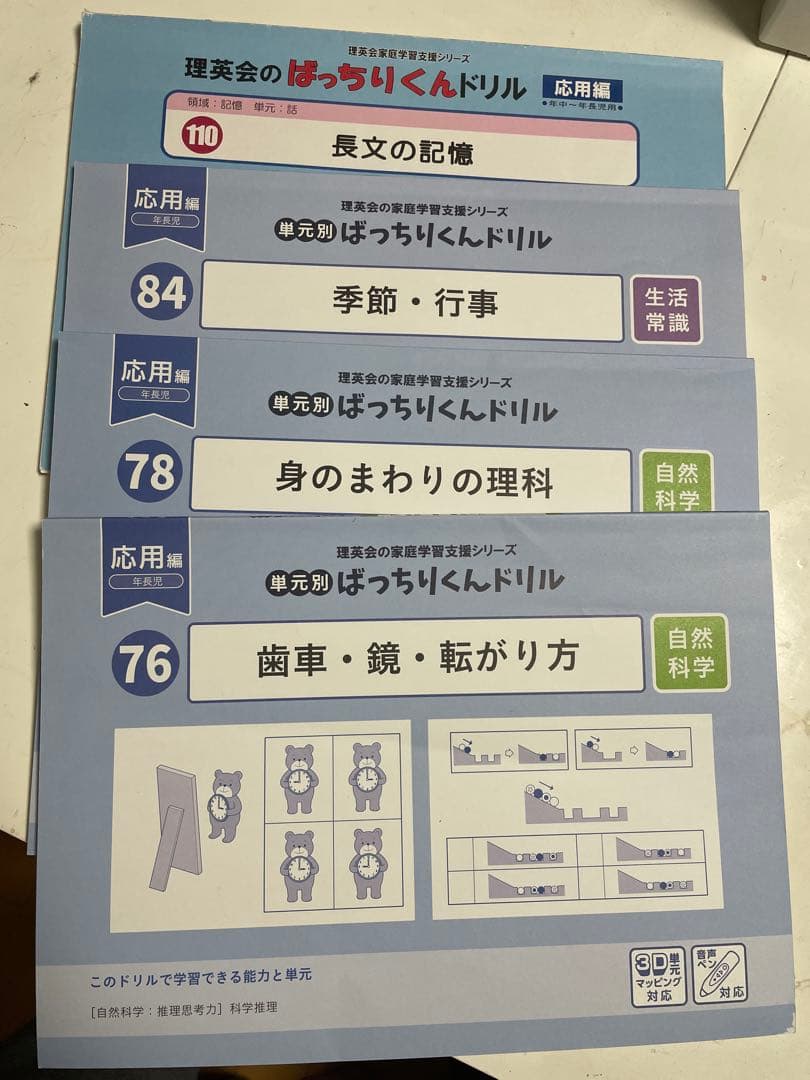 理英会家庭学習支援シリーズ
理英会の ばっちりくんドリル 応用編
●年中～年長児用●
領域：記憶 単元：話
110 長文の記憶
応用編
年長児
理英会の家庭学習支援シリーズ
単元別 ばっちりくんドリル
84 季節・行事 生活常識
応用編
年長児
理英会の家庭学習支援シリーズ
単元別 ばっちりくんドリル
78 身のまわりの理科 自然科学
応用編
年長児
理英会の家庭学習支援シリーズ
単元別 ばっちりくんドリル
76 歯車・鏡・転がり方 自然科学
このドリルで学習できる能力と単元
［自然科学：推理思考力］科学推理
3D単元マッピング対応
音声ペン対応